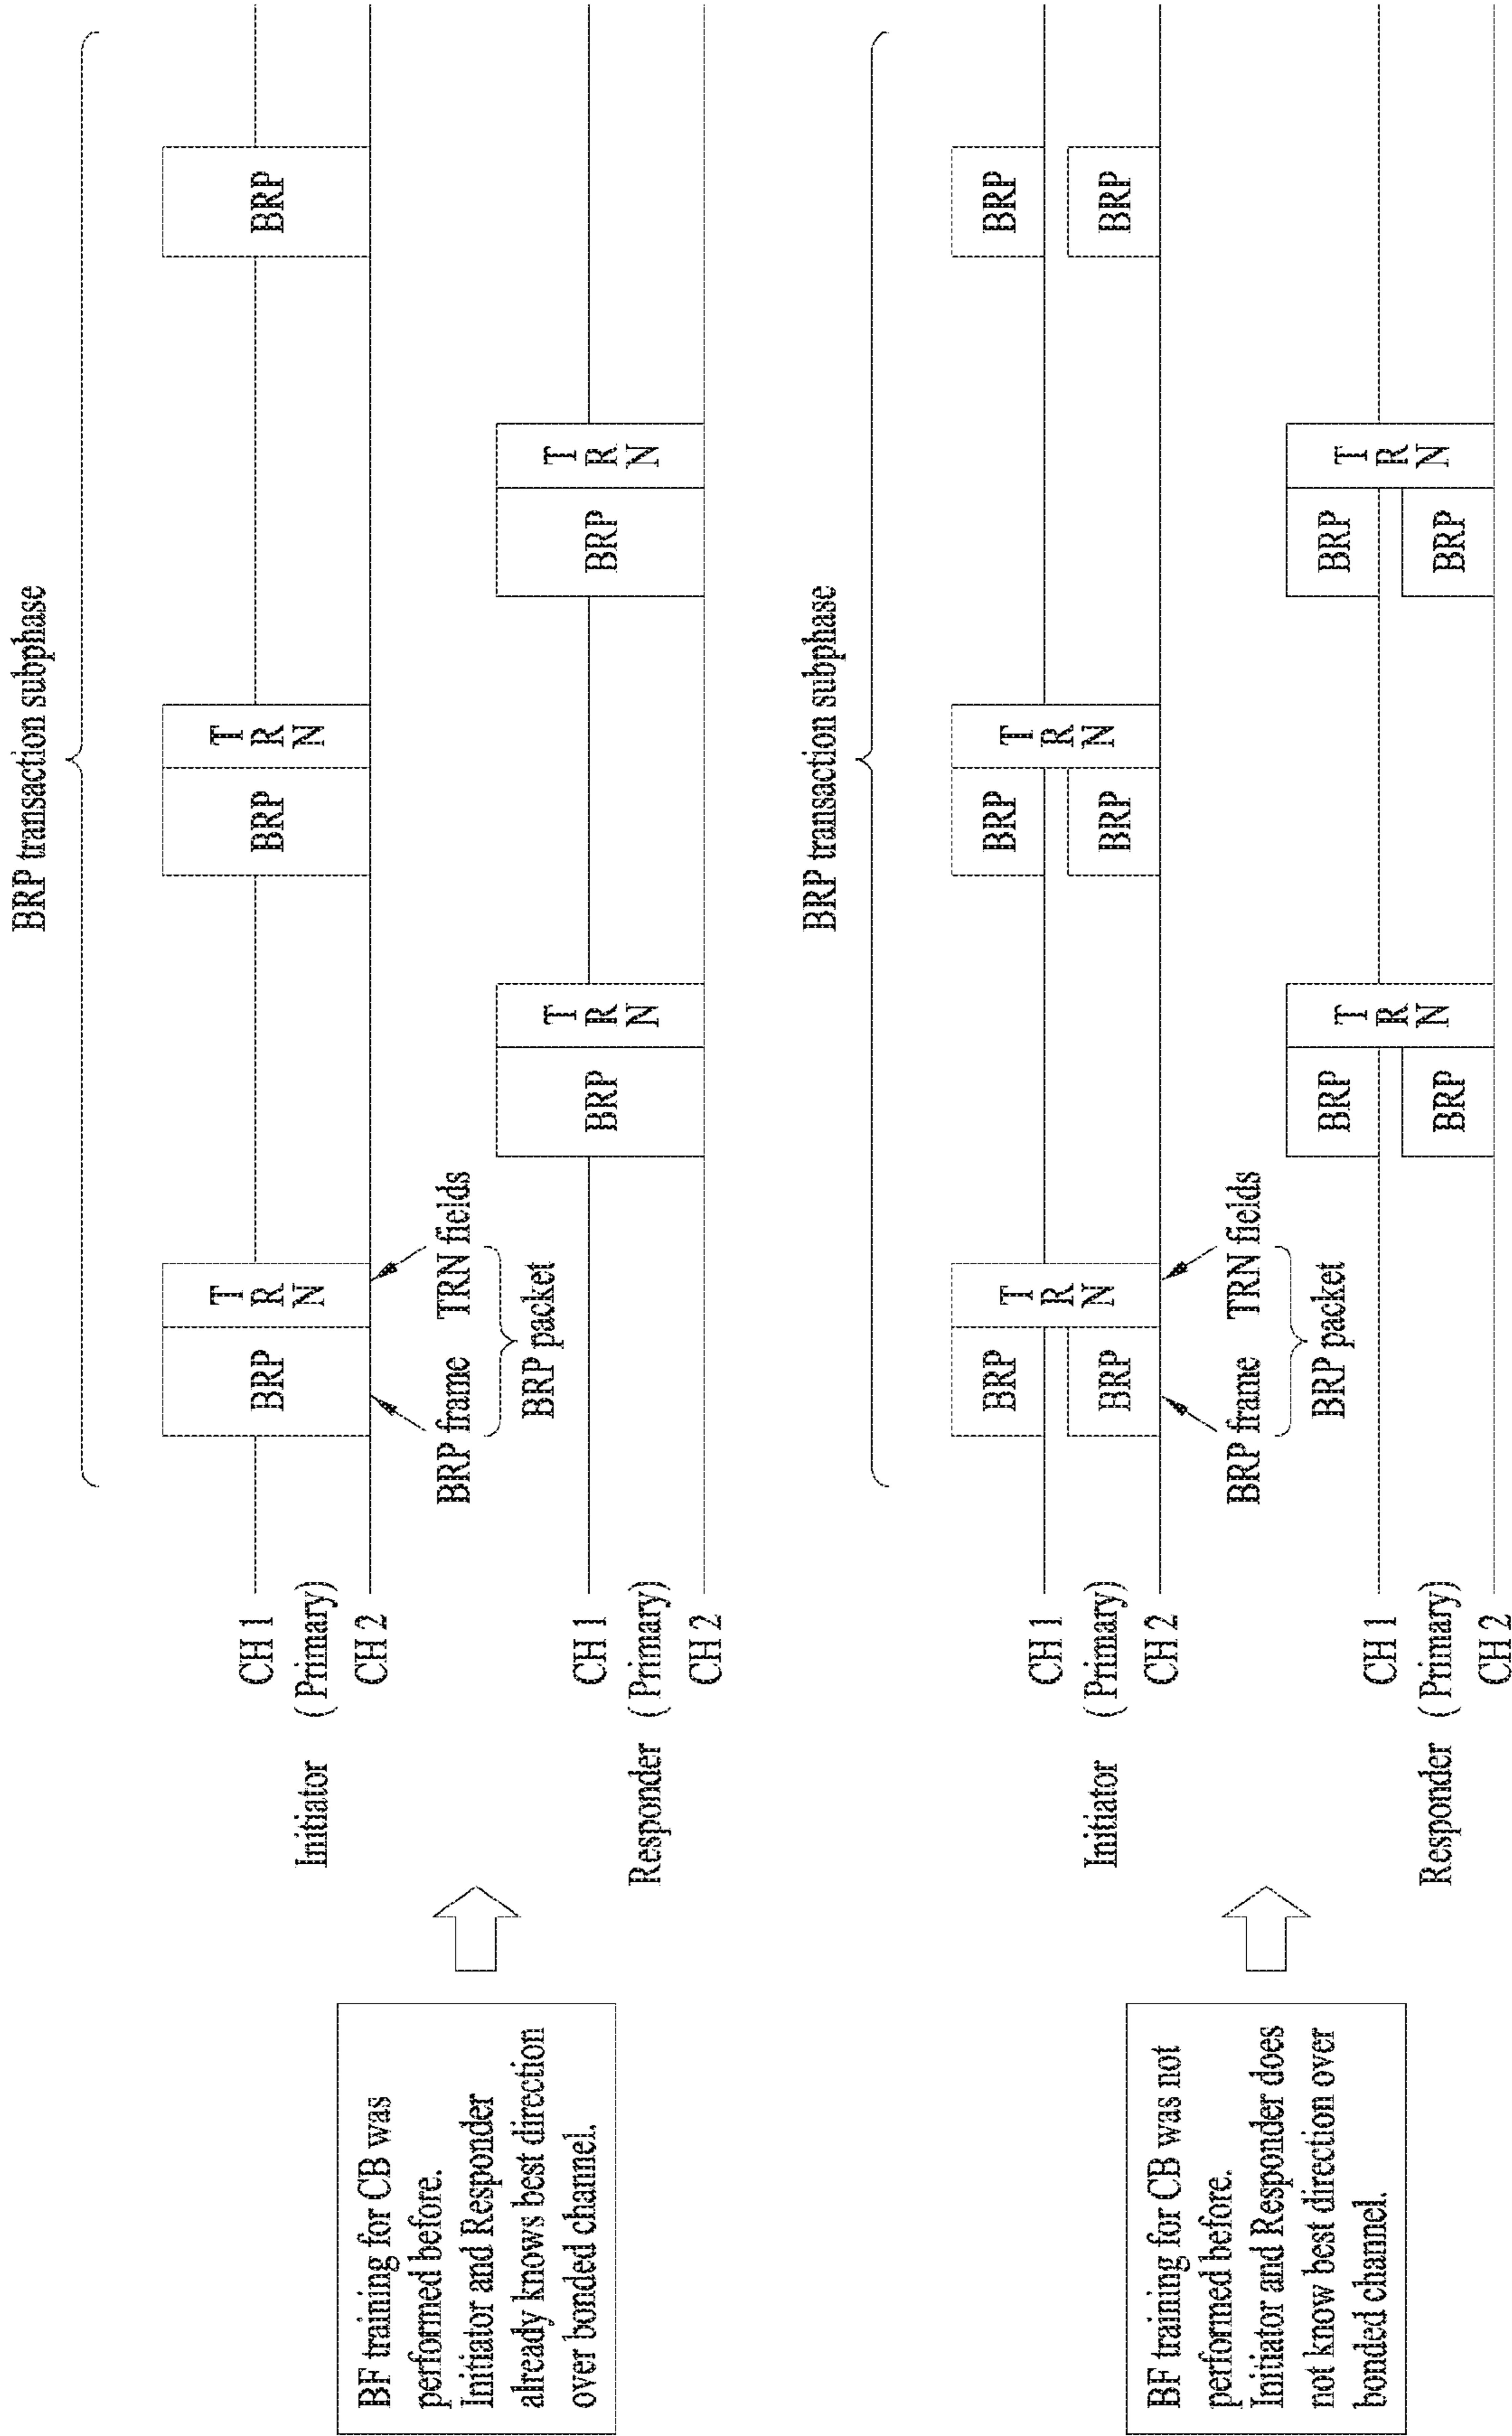 BRP transaction subphase
BF training for CB was
performed before.
Initiator and Responder
already knows best direction
over bonded channel.
Initiator
CH 1
( Primary)
CH 2
BRP
T
R
N
BRP
T
R
N
BRP
BRP frame
TRN fields
BRP packet
Responder
CH 1
( Primary)
CH 2
BRP
T
R
N
BRP
T
R
N
BRP transaction subphase
BF training for CB was not
performed before.
Initiator and Responder does
not know best direction over
bonded channel.
Initiator
CH 1
( Primary)
CH 2
BRP
BRP
T
R
N
BRP
BRP
T
R
N
BRP
BRP
BRP frame
TRN fields
BRP packet
Responder
CH 1
( Primary)
CH 2
BRP
BRP
T
R
N
BRP
BRP
T
R
N